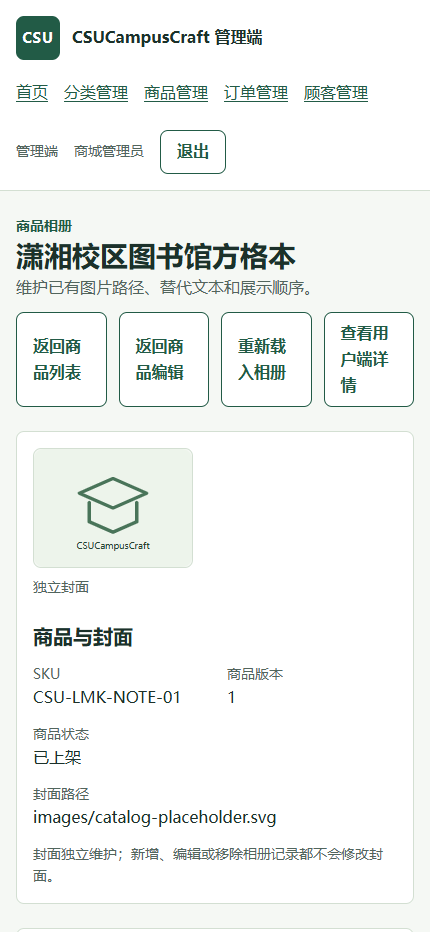 CSU CSUCampusCraft 管理端
首页 分类管理 商品管理 订单管理 顾客管理
管理端 商城管理员 退出
商品相册
潇湘校区图书馆方格本
维护已有图片路径、替代文本和展示顺序。
返回商品列表
返回商品编辑
重新载入相册
查看用户端详情
CSUCampusCraft
独立封面
商品与封面
SKU 商品版本
CSU-LMK-NOTE-01 1
商品状态
已上架
封面路径
images/catalog-placeholder.svg
封面独立维护；新增、编辑或移除相册记录都不会修改封
面。